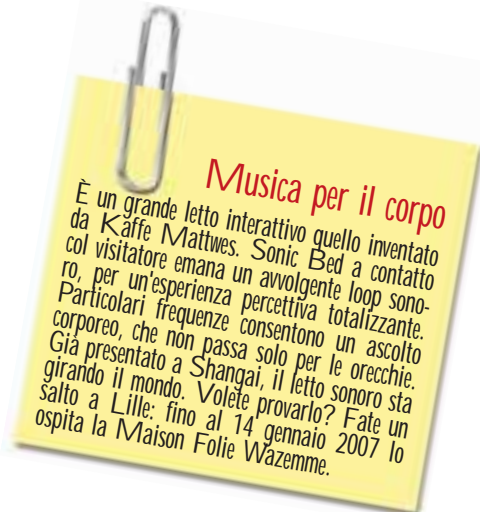 Musica per il corpo
È un grande letto interattivo quello inventato
da Kaffe Mattwes. Sonic Bed a contatto
col visitatore emana un avvolgente loop sono-
ro, per un'esperienza percettiva totalizzante.
Particolari frequenze consentono un ascolto
corporeo, che non passa solo per le orecchie.
Già presentato a Shangai, il letto sonoro sta
girando il mondo. Volete provarlo? Fate un
salto a Lille: fino al 14 gennaio 2007 lo
ospita la Maison Folie Wazemme.